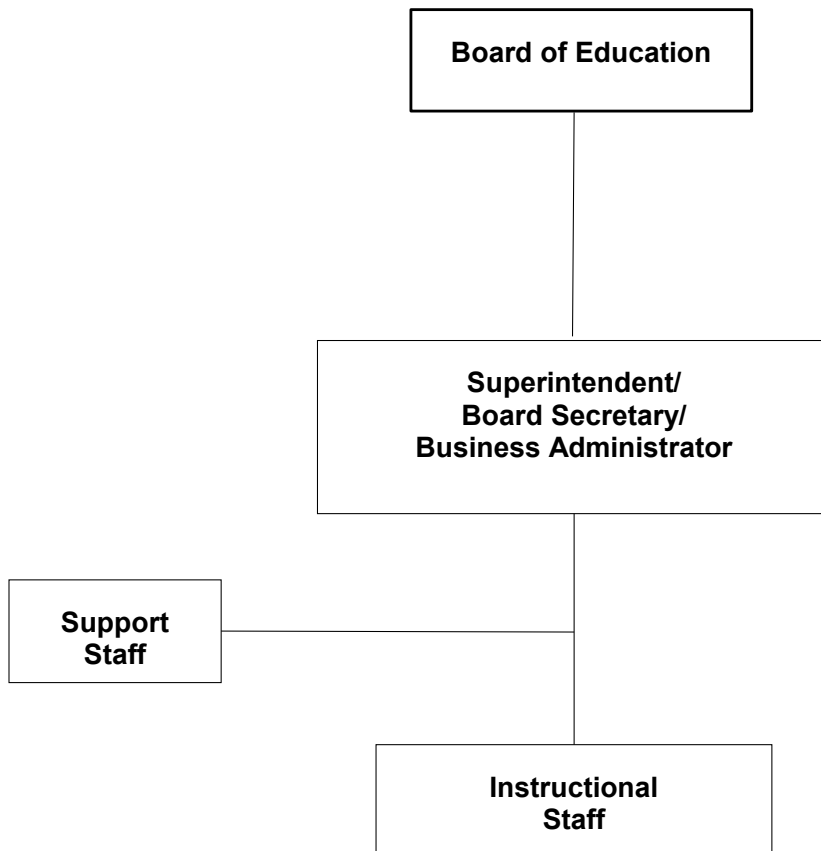 Board of Education
Superintendent/
Board Secretary/
Business Administrator
Support
Staff
Instructional
Staff